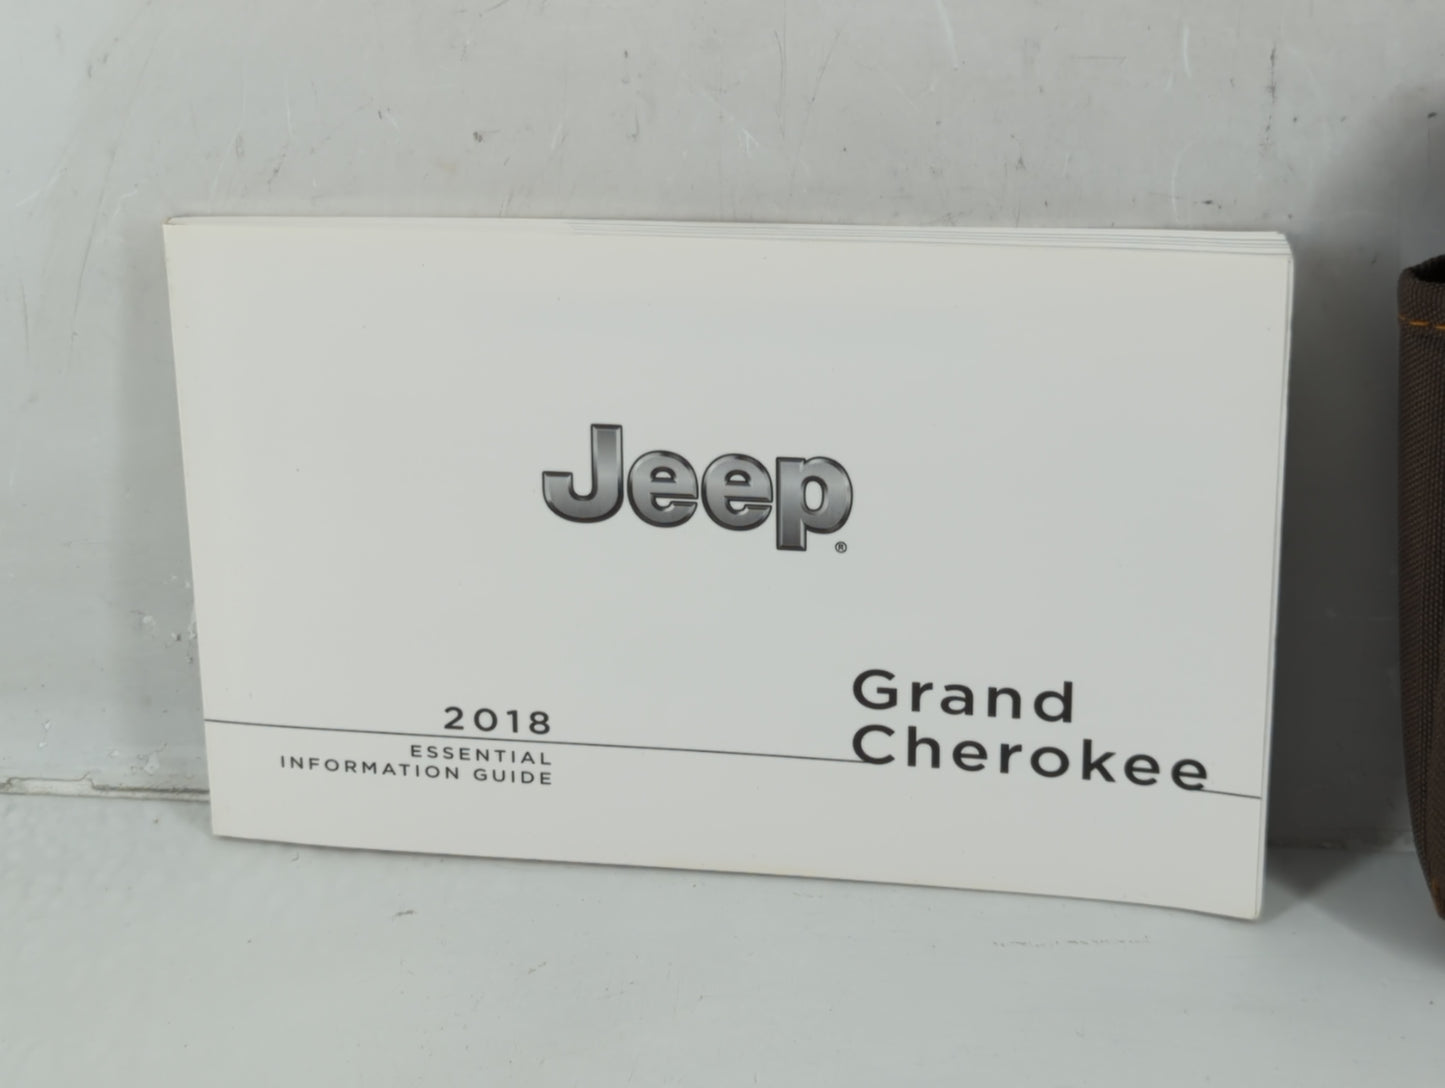 Jeep®
2018
ESSENTIAL
INFORMATION GUIDE
Grand
Cherokee